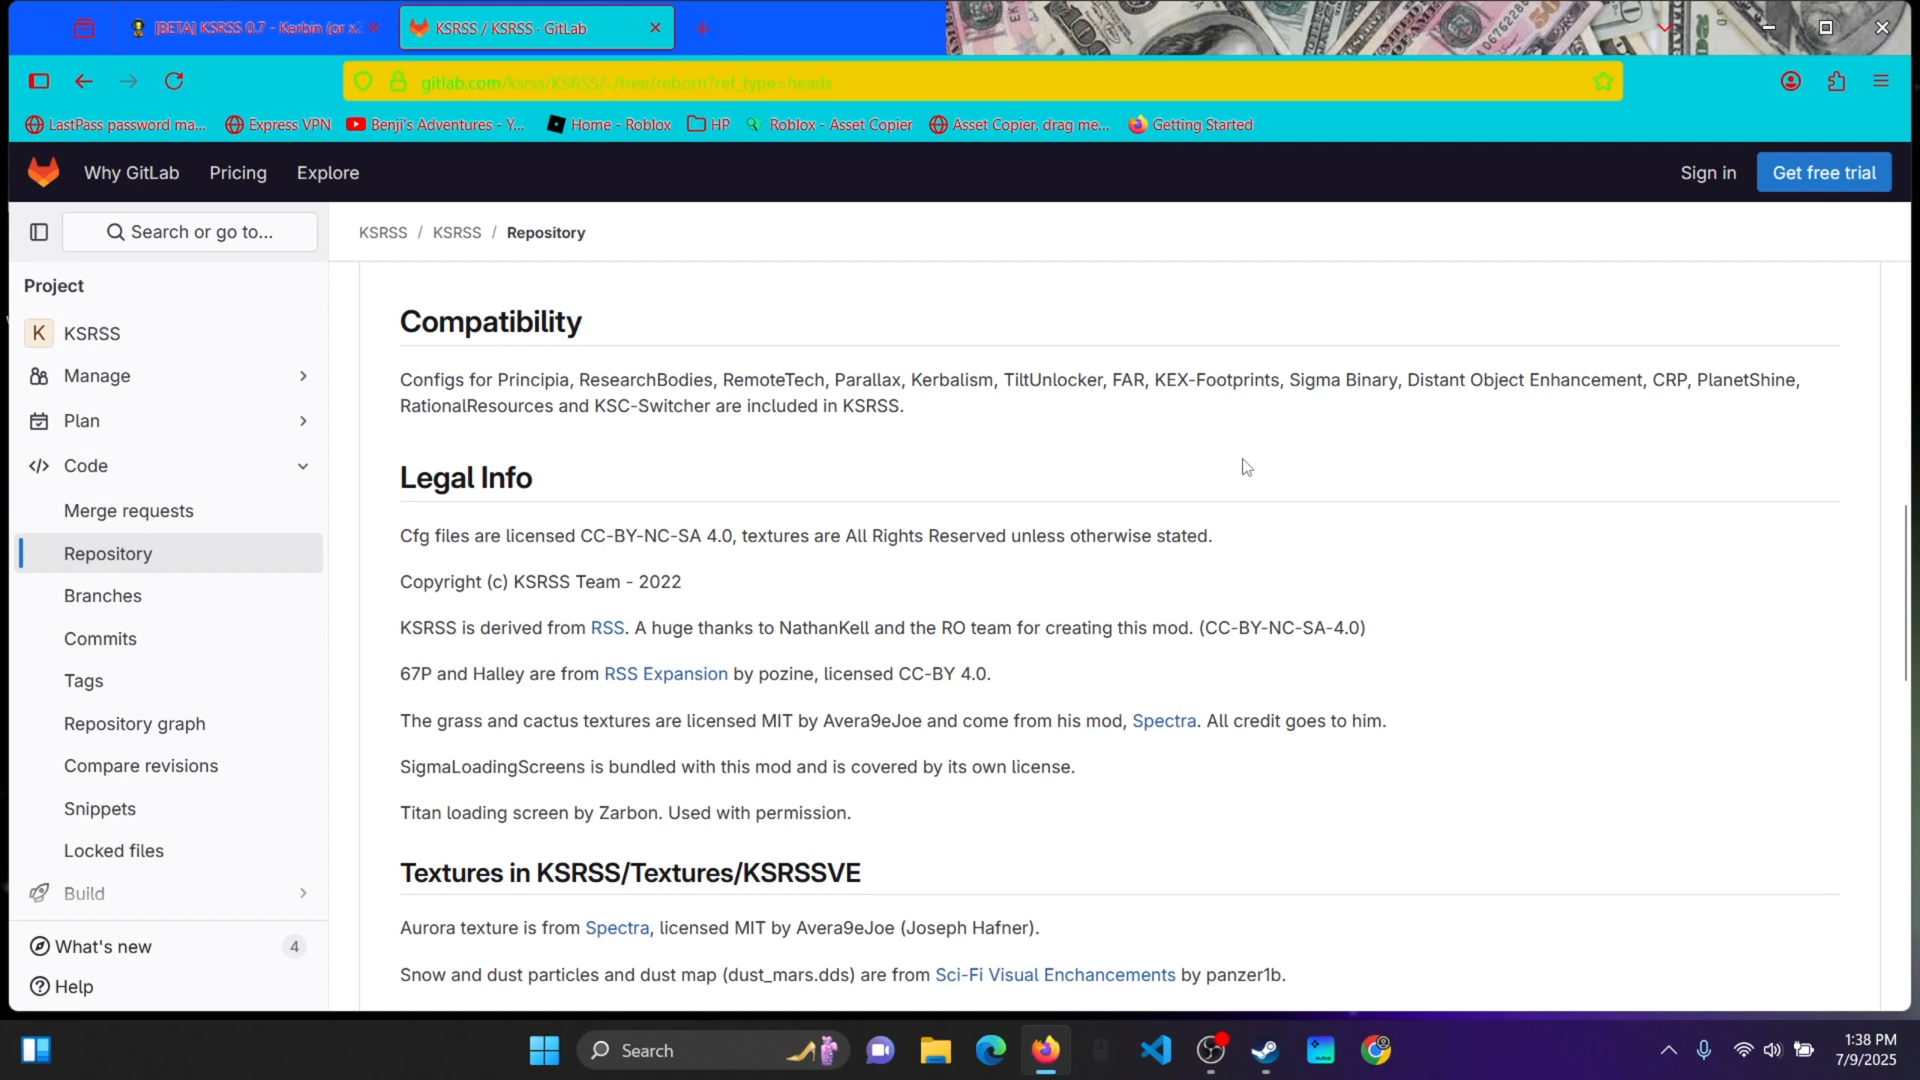 [BETA] KSRSS 0.7 - Kerbin (or x2
KSRSS / KSRSS · GitLab
gitlab.com/ksrss/KSRSS/-/tree/reborn?ref_type=heads
LastPass password ma... Express VPN Benji's Adventures - Y... Home - Roblox HP Roblox - Asset Copier Asset Copier, drag me... Getting Started
Why GitLab Pricing Explore Sign in Get free trial
Search or go to...
KSRSS / KSRSS / Repository
Project
K KSRSS
Manage
Plan
Code
Merge requests
Repository
Branches
Commits
Tags
Repository graph
Compare revisions
Snippets
Locked files
Build
What's new 4
Help
Compatibility
Configs for Principia, ResearchBodies, RemoteTech, Parallax, Kerbalism, TiltUnlocker, FAR, KEX-Footprints, Sigma Binary, Distant Object Enhancement, CRP, PlanetShine,
RationalResources and KSC-Switcher are included in KSRSS.
Legal Info
Cfg files are licensed CC-BY-NC-SA 4.0, textures are All Rights Reserved unless otherwise stated.
Copyright (c) KSRSS Team - 2022
KSRSS is derived from RSS. A huge thanks to NathanKell and the RO team for creating this mod. (CC-BY-NC-SA-4.0)
67P and Halley are from RSS Expansion by pozine, licensed CC-BY 4.0.
The grass and cactus textures are licensed MIT by Avera9eJoe and come from his mod, Spectra. All credit goes to him.
SigmaLoadingScreens is bundled with this mod and is covered by its own license.
Titan loading screen by Zarbon. Used with permission.
Textures in KSRSS/Textures/KSRSSVE
Aurora texture is from Spectra, licensed MIT by Avera9eJoe (Joseph Hafner).
Snow and dust particles and dust map (dust_mars.dds) are from Sci-Fi Visual Enchancements by panzer1b.
Search
1:38 PM
7/9/2025